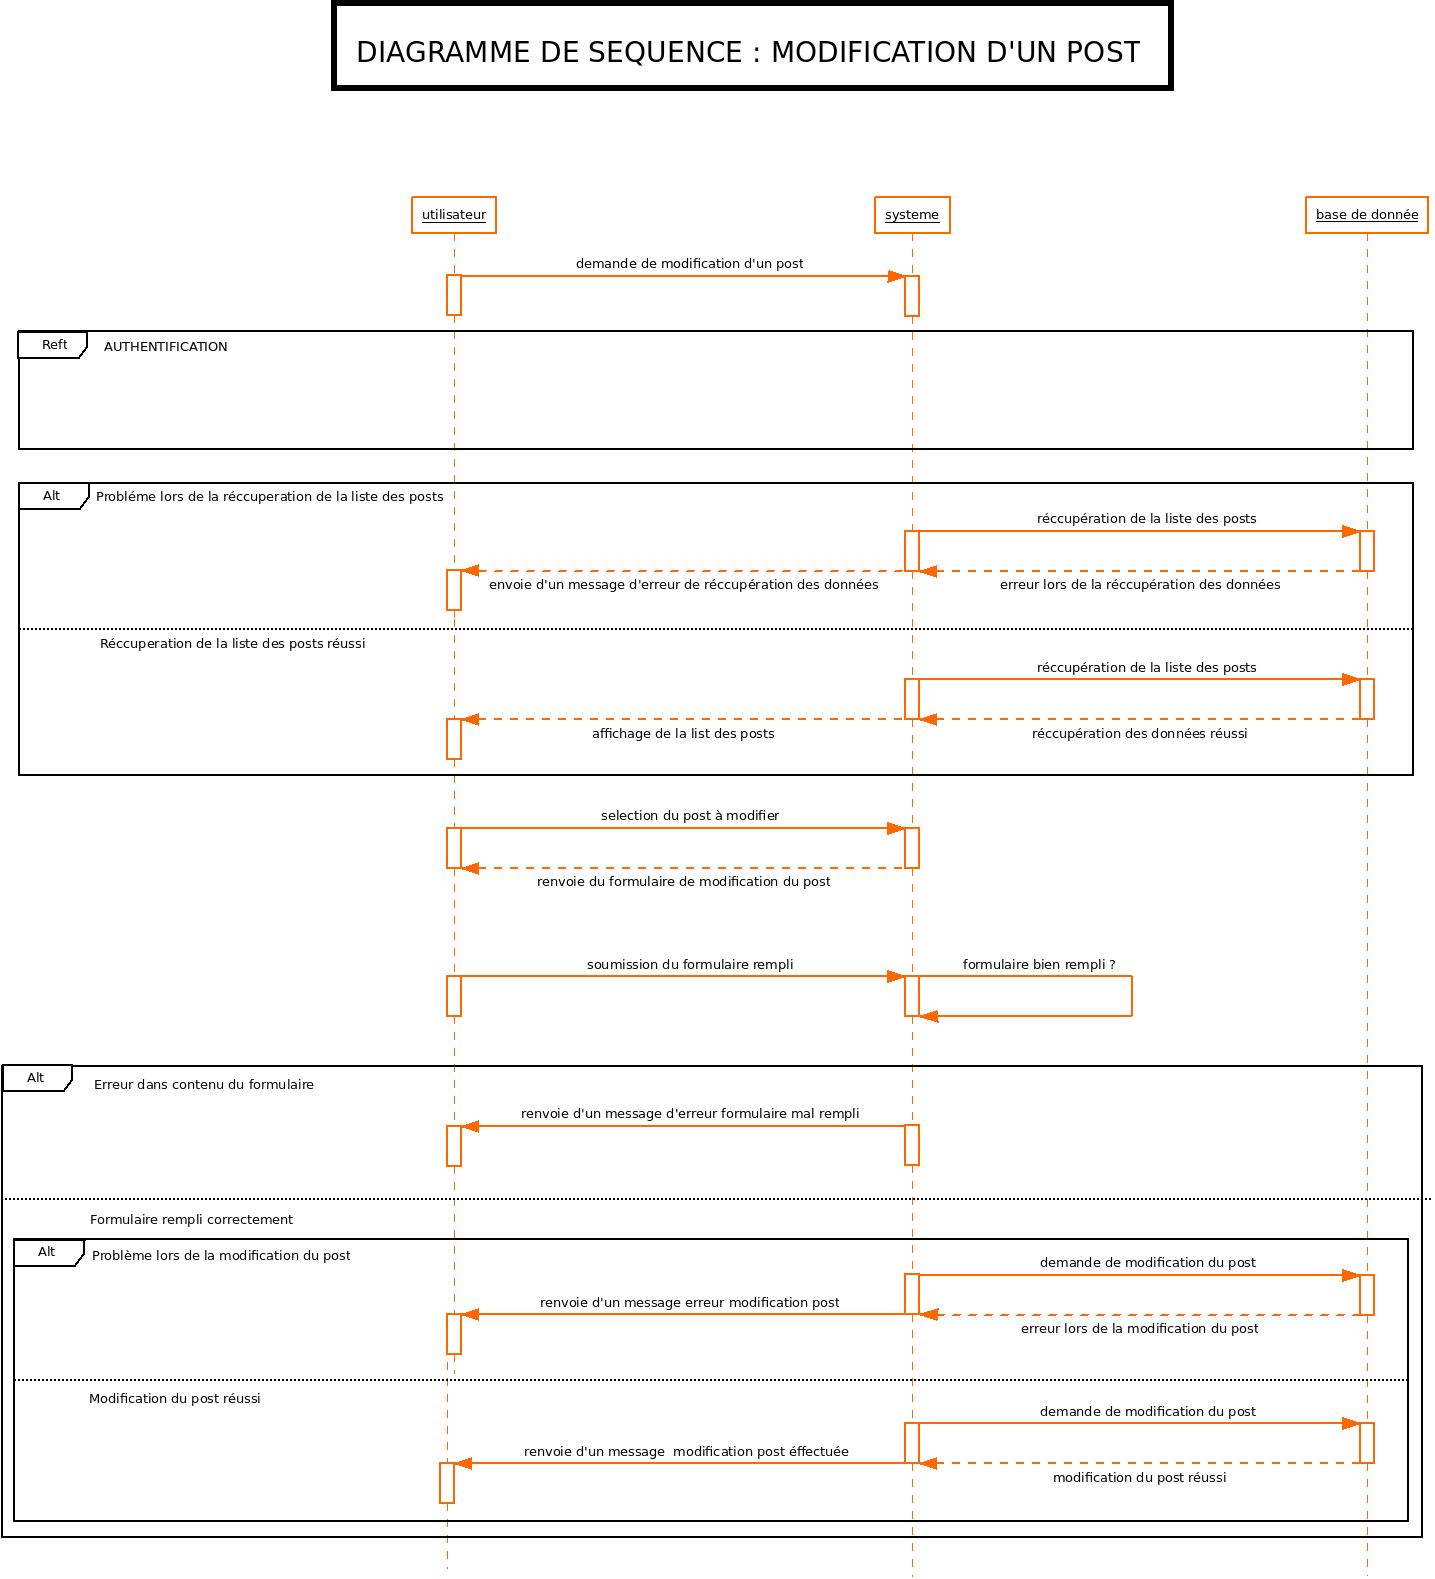 DIAGRAMME DE SEQUENCE : MODIFICATION D'UN POST
utilisateur
systeme
base de donnée
demande de modification d'un post
Reft
AUTHENTIFICATION
Alt
Probléme lors de la réccuperation de la liste des posts
réccupération de la liste des posts
envoie d'un message d'erreur de réccupération des données
erreur lors de la réccupération des données
Réccuperation de la liste des posts réussi
réccupération de la liste des posts
affichage de la list des posts
réccupération des données réussi
selection du post à modifier
renvoie du formulaire de modification du post
soumission du formulaire rempli
formulaire bien rempli ?
Alt
Erreur dans contenu du formulaire
renvoie d'un message d'erreur formulaire mal rempli
Formulaire rempli correctement
Alt
Problème lors de la modification du post
demande de modification du post
renvoie d'un message erreur modification post
erreur lors de la modification du post
Modification du post réussi
demande de modification du post
renvoie d'un message  modification post éffectuée
modification du post réussi